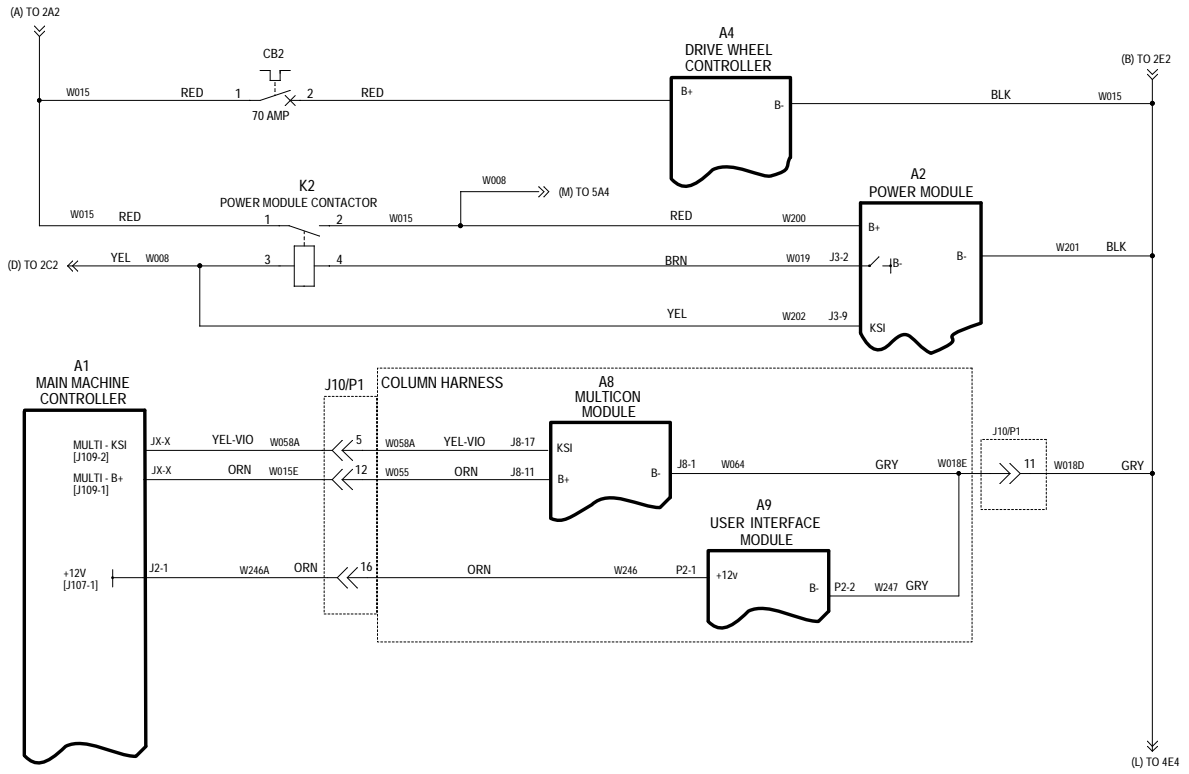 (A) TO 2A2
CB2
A4
DRIVE WHEEL
CONTROLLER
(B) TO 2E2
W015 RED 1 2 RED B+ B- BLK W015
70 AMP
W008 (M) TO 5A4
K2
POWER MODULE CONTACTOR
A2
POWER MODULE
W015 RED 1 2 W015 RED W200 B+
B- W201 BLK
(D) TO 2C2 YEL W008 3 4 BRN W019 J3-2 B-
YEL W202 J3-9 KSI
A1
MAIN MACHINE
CONTROLLER
J10/P1
COLUMN HARNESS
A8
MULTICON
MODULE
MULTI - KSI
[J109-2]
JX-X YEL-VIO W058A 5 W058A YEL-VIO J8-17 KSI
MULTI - B+
[J109-1]
JX-X ORN W015E 12 W055 ORN J8-11 B+
B- J8-1 W064 GRY W018E
J10/P1
11 W018D GRY
A9
USER INTERFACE
MODULE
+12V
[J107-1]
J2-1 W246A ORN 16 ORN W246 P2-1 +12v
B- P2-2 W247 GRY
(L) TO 4E4